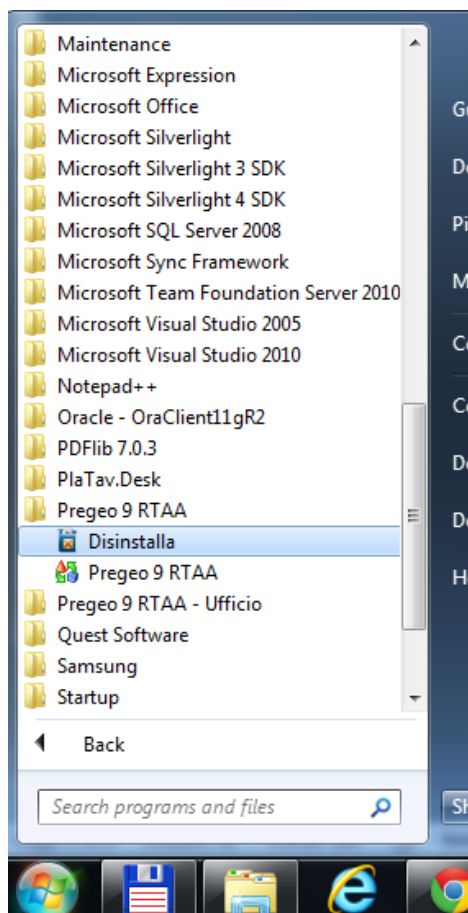 Maintenance
Microsoft Expression
Microsoft Office
Microsoft Silverlight
Microsoft Silverlight 3 SDK
Microsoft Silverlight 4 SDK
Microsoft SQL Server 2008
Microsoft Sync Framework
Microsoft Team Foundation Server 2010
Microsoft Visual Studio 2005
Microsoft Visual Studio 2010
Notepad++
Oracle - OraClient11gR2
PDFlib 7.0.3
PlaTav.Desk
Pregeo 9 RTAA
Disinstalla
Pregeo 9 RTAA
Pregeo 9 RTAA - Ufficio
Quest Software
Samsung
Startup
Back
Search programs and files